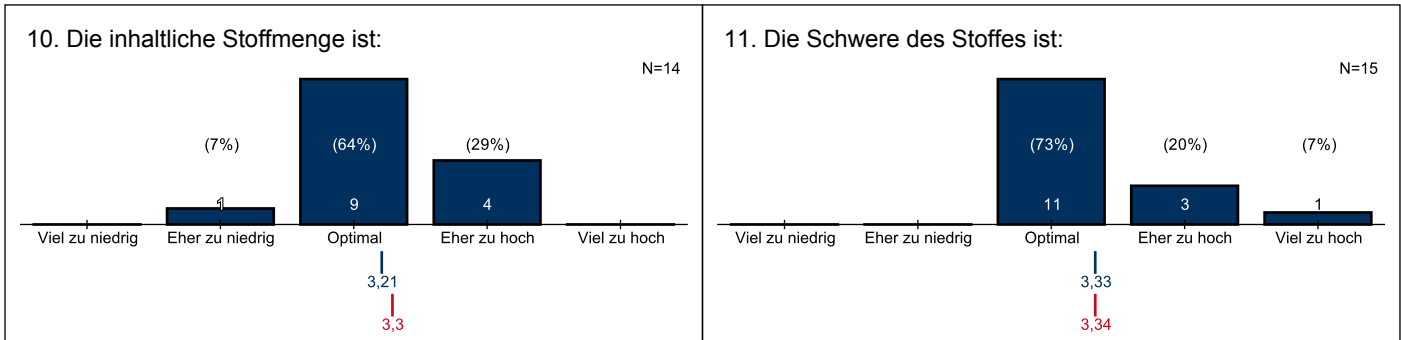 10. Die inhaltliche Stoffmenge ist:
N=14
(7%) (64%) (29%)
1 9 4
Viel zu niedrig Eher zu niedrig Optimal Eher zu hoch Viel zu hoch
3,21
3,3
11. Die Schwere des Stoffes ist:
N=15
(73%) (20%) (7%)
11 3 1
Viel zu niedrig Eher zu niedrig Optimal Eher zu hoch Viel zu hoch
3,33
3,34